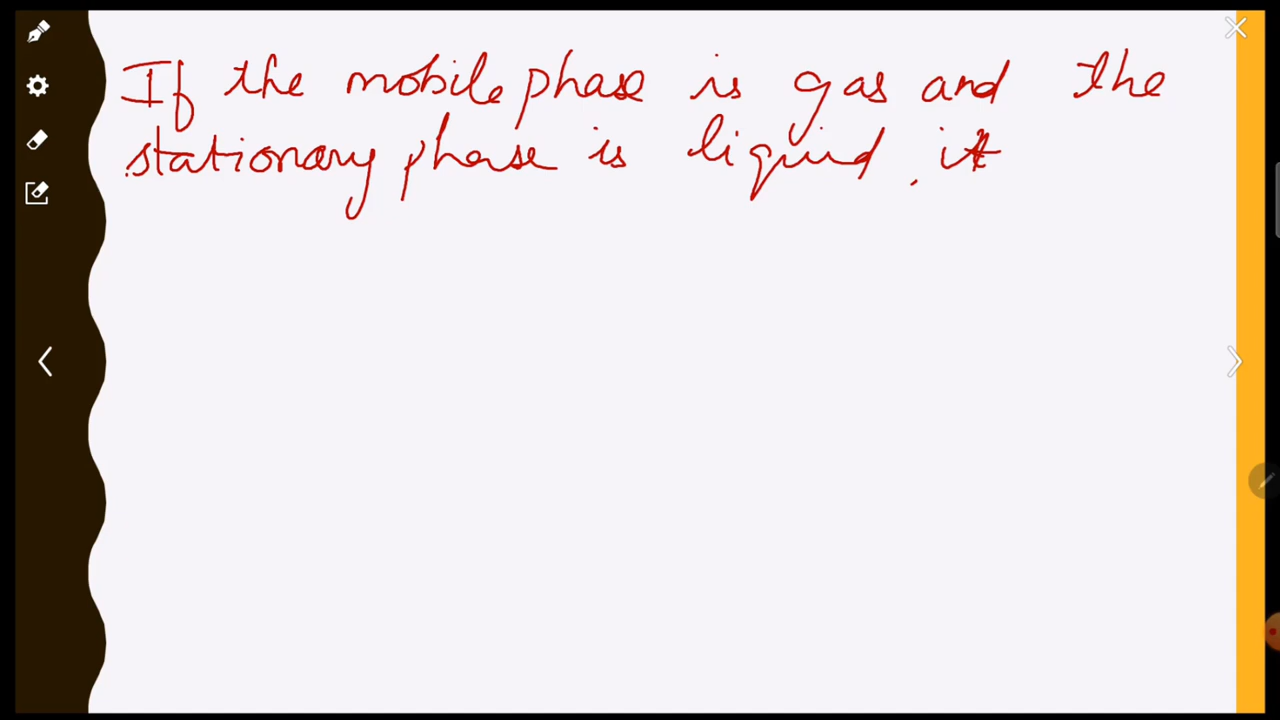 If the mobile phase is gas and the
stationary phase is liquid, it